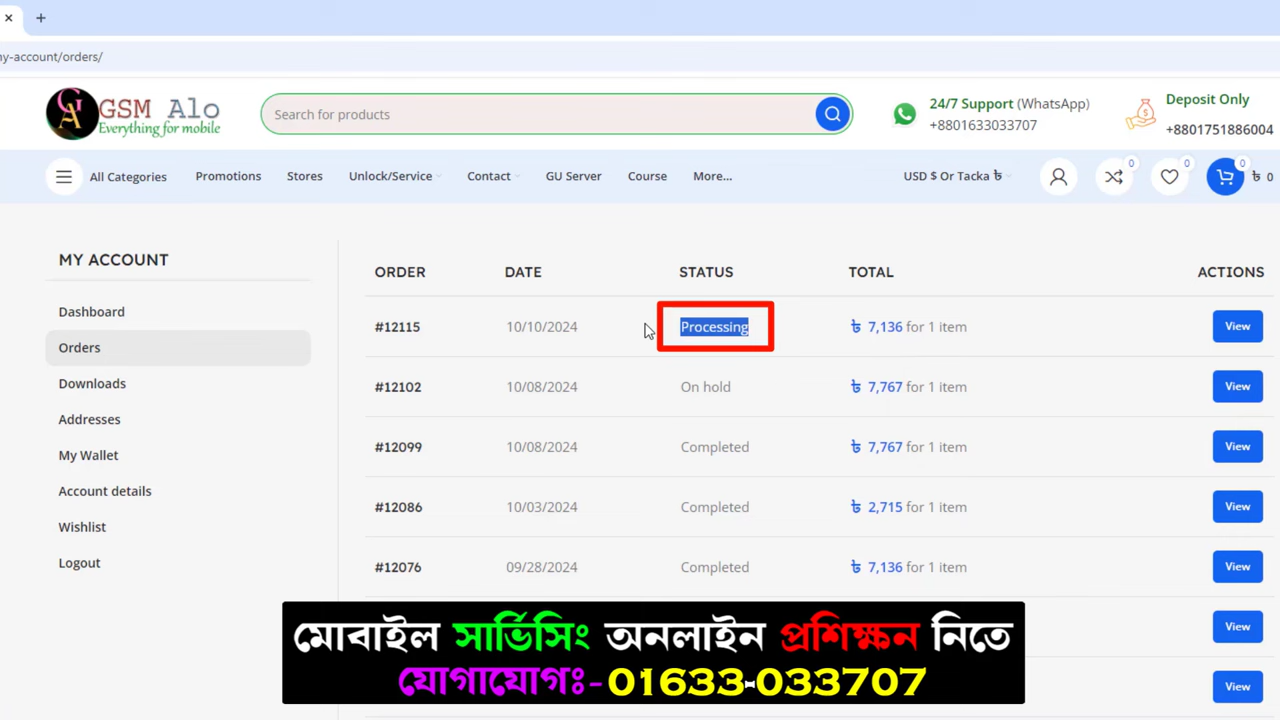 my-account/orders/
GSM Alo
Everything for mobile
Search for products
24/7 Support (WhatsApp)
+8801633033707
Deposit Only
+8801751886004
All Categories
Promotions
Stores
Unlock/Service
Contact
GU Server
Course
More...
USD $ Or Tacka ৳
0
0
0
৳ 0
MY ACCOUNT
Dashboard
Orders
Downloads
Addresses
My Wallet
Account details
Wishlist
Logout
ORDER DATE STATUS TOTAL ACTIONS
#12115 10/10/2024 Processing ৳ 7,136 for 1 item View
#12102 10/08/2024 On hold ৳ 7,767 for 1 item View
#12099 10/08/2024 Completed ৳ 7,767 for 1 item View
#12086 10/03/2024 Completed ৳ 2,715 for 1 item View
#12076 09/28/2024 Completed ৳ 7,136 for 1 item View
View
View
মোবাইল সার্ভিসিং অনলাইন প্রশিক্ষন নিতে
যোগাযোগঃ-01633-033707